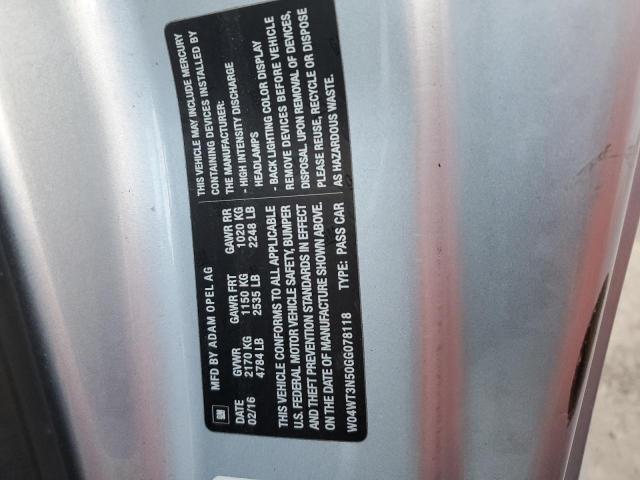 GM
MFD BY ADAM OPEL AG
DATE GVWR GAWR FRT GAWR RR
02/16 2170 KG 1150 KG 1020 KG
4784 LB 2535 LB 2248 LB
THIS VEHICLE CONFORMS TO ALL APPLICABLE
U.S. FEDERAL MOTOR VEHICLE SAFETY, BUMPER
AND THEFT PREVENTION STANDARDS IN EFFECT
ON THE DATE OF MANUFACTURE SHOWN ABOVE.
W04WT3N50GG078118 TYPE: PASS CAR
THIS VEHICLE MAY INCLUDE MERCURY
CONTAINING DEVICES INSTALLED BY
THE MANUFACTURER:
- HIGH INTENSITY DISCHARGE
HEADLAMPS
- BACK LIGHTING COLOR DISPLAY
REMOVE DEVICES BEFORE VEHICLE
DISPOSAL. UPON REMOVAL OF DEVICES,
PLEASE REUSE, RECYCLE OR DISPOSE
AS HAZARDOUS WASTE.